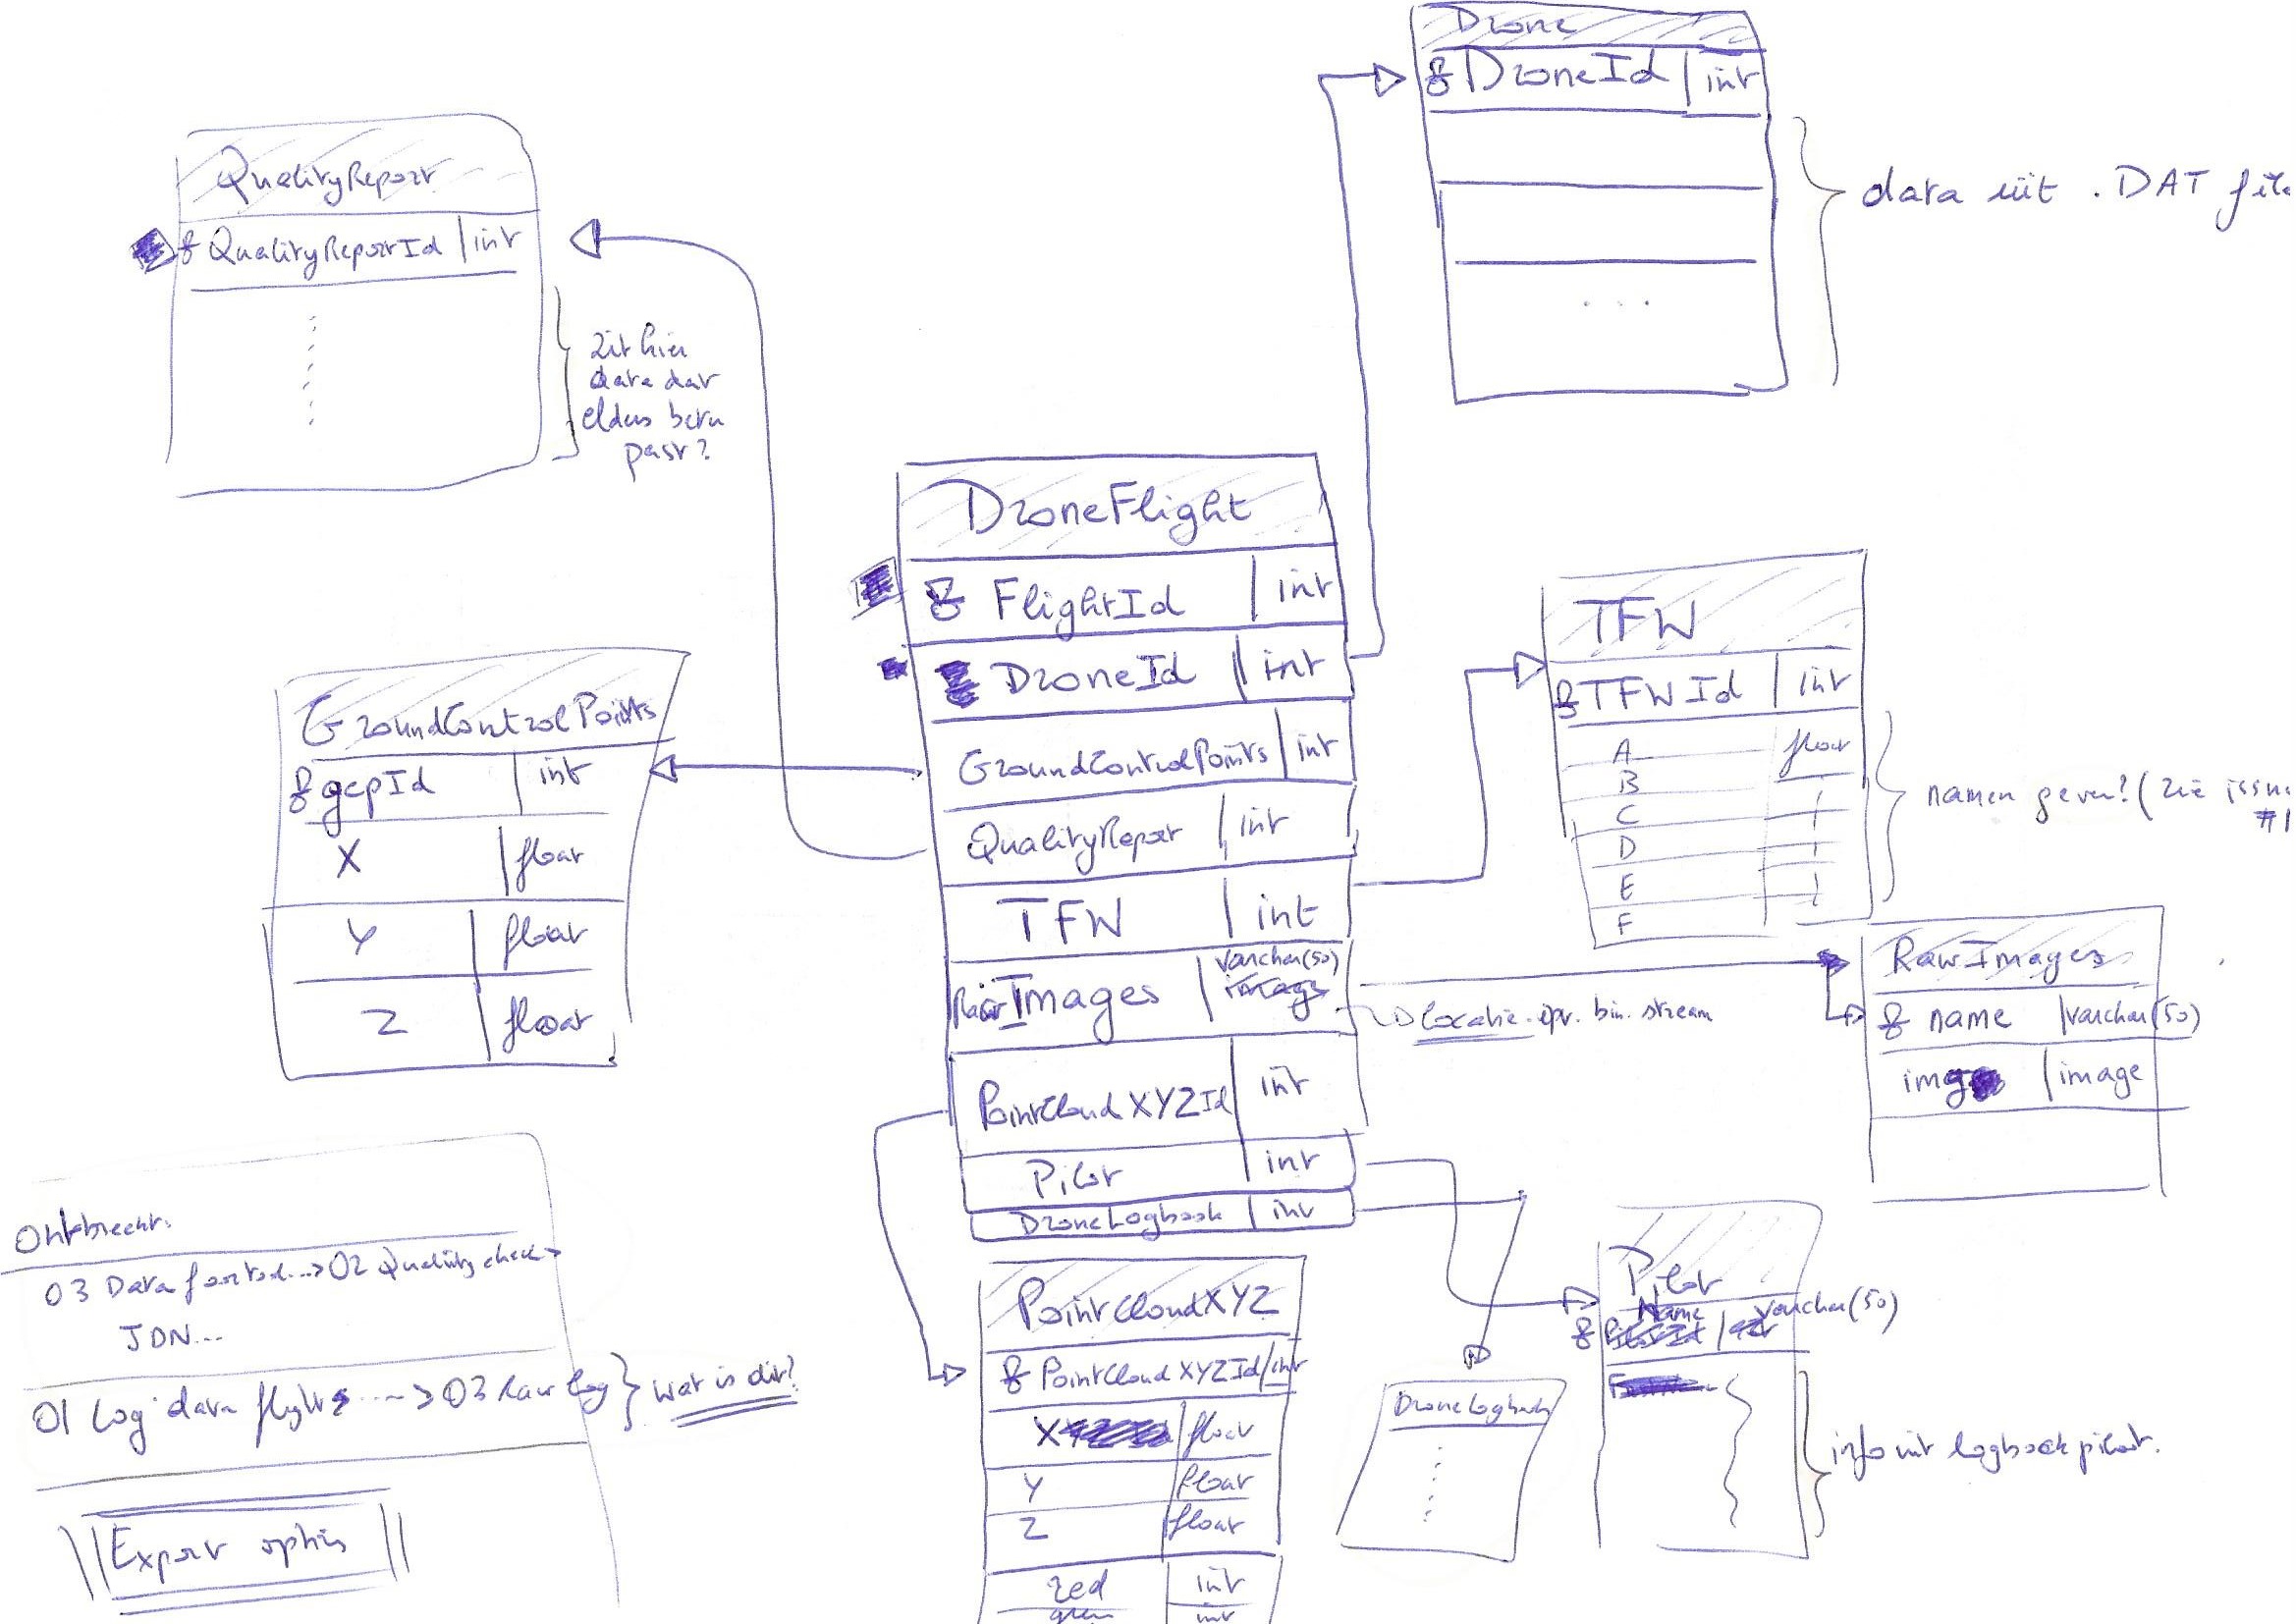 Drone
DroneId | int
data uit .DAT file
QualityReport
QualityReportId | int
Zit hier
data dat
elders beter
past?
DroneFlight
FlightId | int
DroneId | int
GroundControlPoints | int
QualityReport | int
TFW | int
RawImages | varchar(50)
locatie opv. bin. stream
PointCloudXYZId | int
Pilot | int
DroneLogbook | int
TFW
TFWId | int
A float
B
C
D
E
F
namen geven? (zie issue
#1
GroundControlPoints
gcpId | int
X | float
Y | float
Z | float
RawImages
name | varchar(50)
image
Ontbrecht:
03 Data ...> 02 Quality check
JDN...
01 Log data flights ...> 03 Raw log } Wat is dit?
Export opties
PointCloudXYZ
PointCloudXYZId | int
X | float
Y | float
Z | float
red | int
green | int
DroneLogbook
Pilot
Name | varchar(50)
info uit logboek piloot.